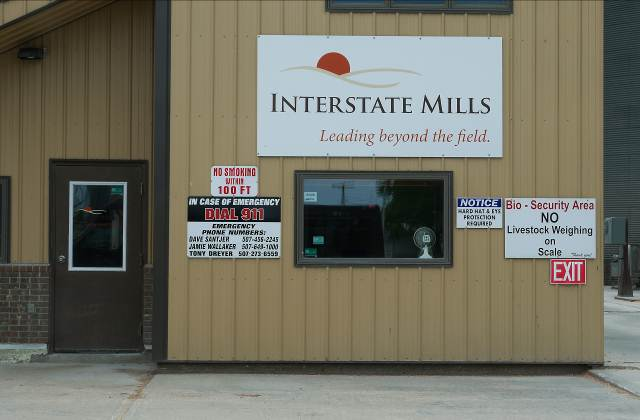 INTERSTATE MILLS
Leading beyond the field.
NO SMOKING
WITHIN
100 FT
IN CASE OF EMERGENCY
DIAL 911
EMERGENCY
PHONE NUMBERS:
DAVE SANTJER 507-456-2245
JAMIE WALLAKER 507-649-1000
TONY DREYER 507-273-6559
NOTICE
HARD HAT & EYE
PROTECTION
REQUIRED
Bio - Security Area
NO
Livestock Weighing
on
Scale
"Thank you"
EXIT